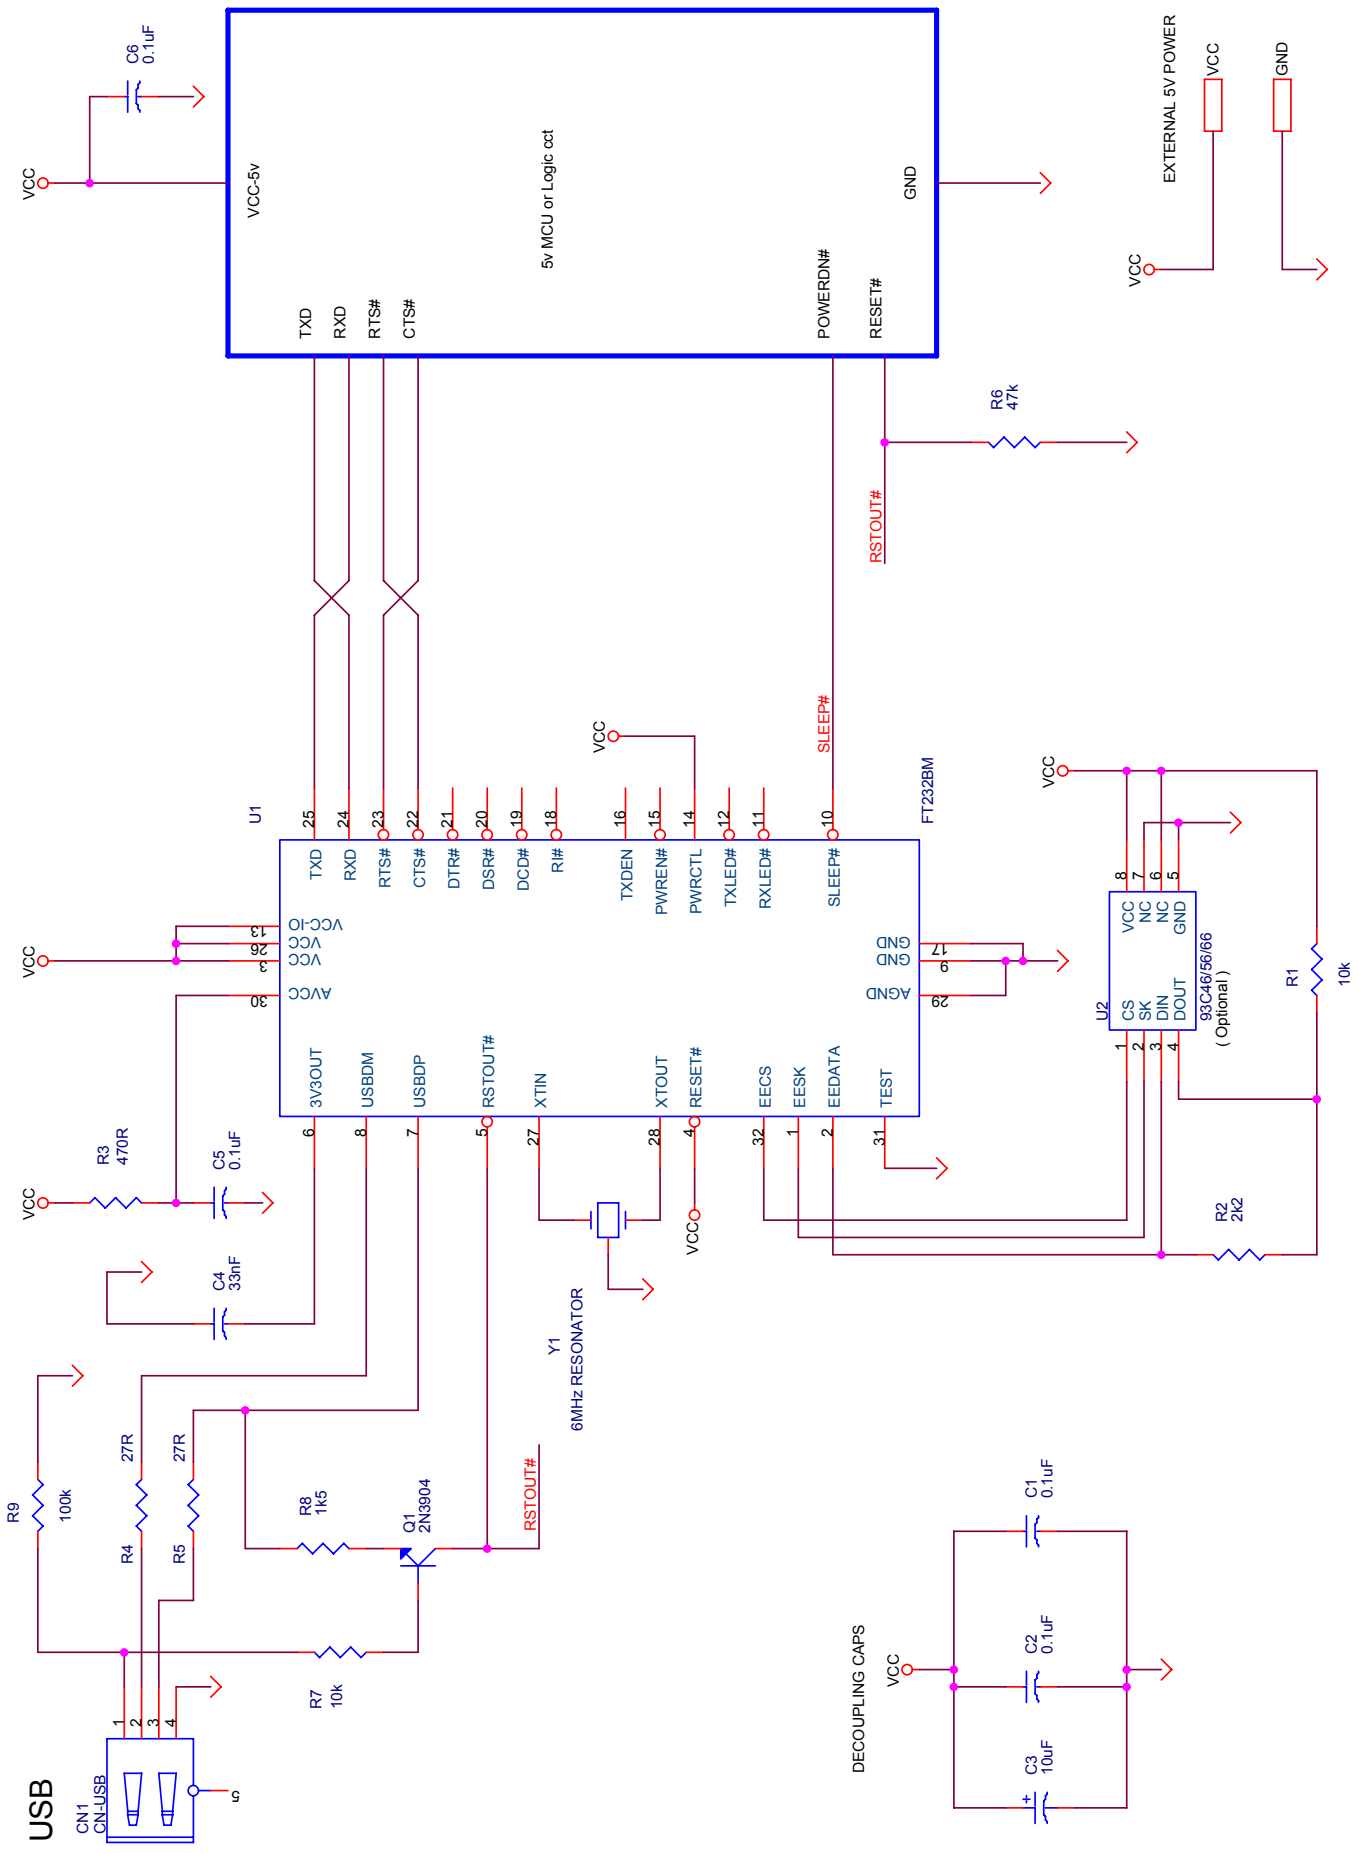 USB
CN1
CN-USB
1
2
3
4
5
R9
100k
R4
27R
R5
27R
R7
10k
R8
1k5
Q1
2N3904
RSTOUT#
C4
33nF
VCC
R3
470R
C5
0.1uF
Y1
6MHz RESONATOR
VCC
VCC
U1
FT232BM
6
3V3OUT
8
USBDM
7
USBDP
5
RSTOUT#
27
XTIN
28
XTOUT
4
RESET#
32
EECS
1
EESK
2
EEDATA
31
TEST
30
AVCC
3
VCC
26
VCC
13
VCC-IO
29
AGND
9
GND
17
GND
TXD
25
RXD
24
RTS#
23
CTS#
22
DTR#
21
DSR#
20
DCD#
19
RI#
18
TXDEN
16
PWREN#
15
PWRCTL
14
TXLED#
12
RXLED#
11
SLEEP#
10
VCC
SLEEP#
RSTOUT#
R6
47k
VCC
C6
0.1uF
VCC-5v
5v MCU or Logic cct
GND
TXD
RXD
RTS#
CTS#
POWERDN#
RESET#
EXTERNAL 5V POWER
VCC
VCC
GND
DECOUPLING CAPS
VCC
C3
10uF
+
C2
0.1uF
C1
0.1uF
U2
93C46/56/66
( Optional )
1
CS
2
SK
3
DIN
4
DOUT
VCC
8
NC
7
NC
6
GND
5
VCC
R1
10k
R2
2k2